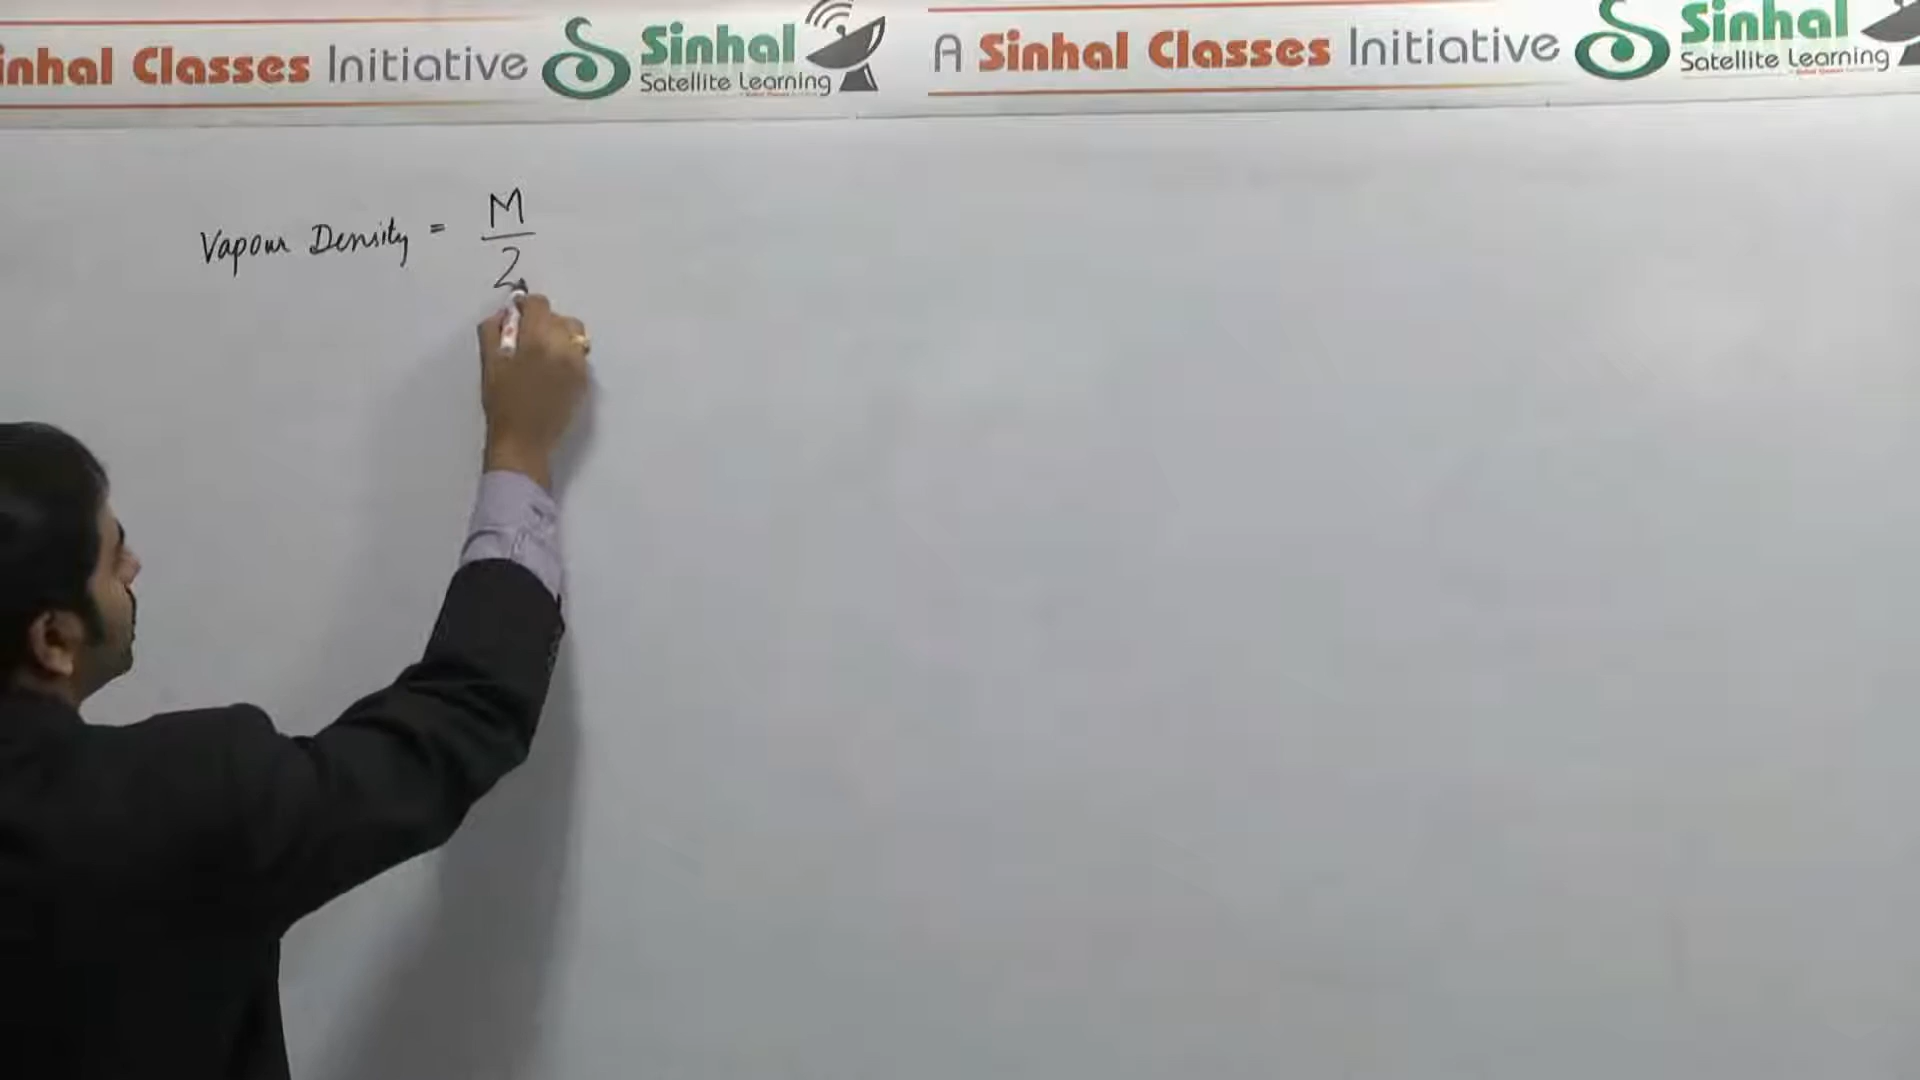 inhal Classes Initiative Sinhal Satellite Learning A Sinhal Classes Initiative Sinhal Satellite Learning
Vapour Density = M/2